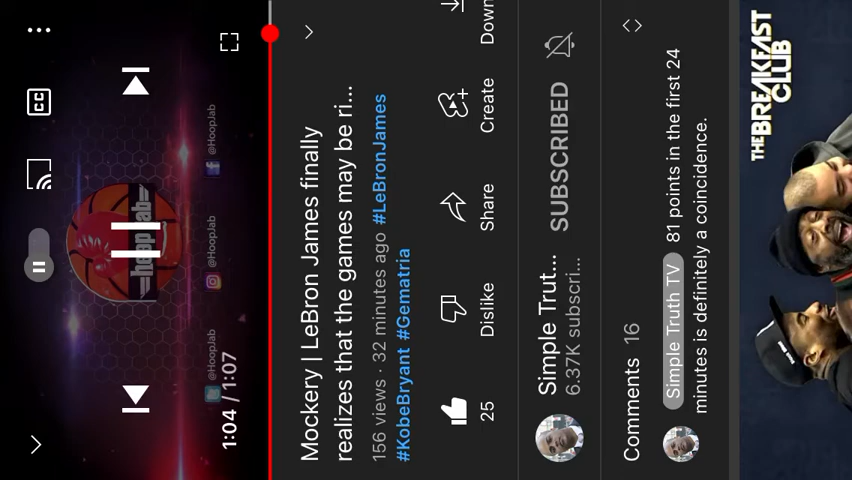 CC
hoopJab
@HoopJab
@HoopJab
@HoopJab
1:04 / 1:07
Mockery | LeBron James finally
realizes that the games may be ri...
156 views · 32 minutes ago #LeBronJames
#KobeBryant #Gematria
25
Dislike
Share
Create
Down
Simple Trut...
6.37K subscri...
SUBSCRIBED
Comments 16
Simple Truth TV 81 points in the first 24
minutes is definitely a coincidence.
THE BREAKFAST
CLUB